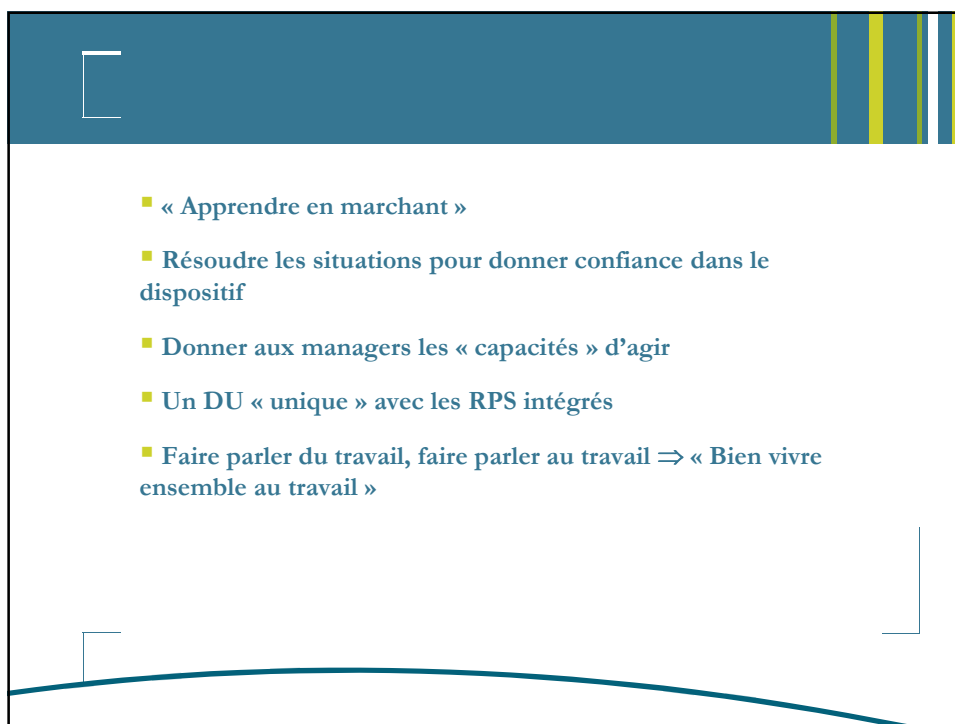 ▪ « Apprendre en marchant »
▪ Résoudre les situations pour donner confiance dans le
dispositif
▪ Donner aux managers les « capacités » d'agir
▪ Un DU « unique » avec les RPS intégrés
▪ Faire parler du travail, faire parler au travail ⇒ « Bien vivre
ensemble au travail »